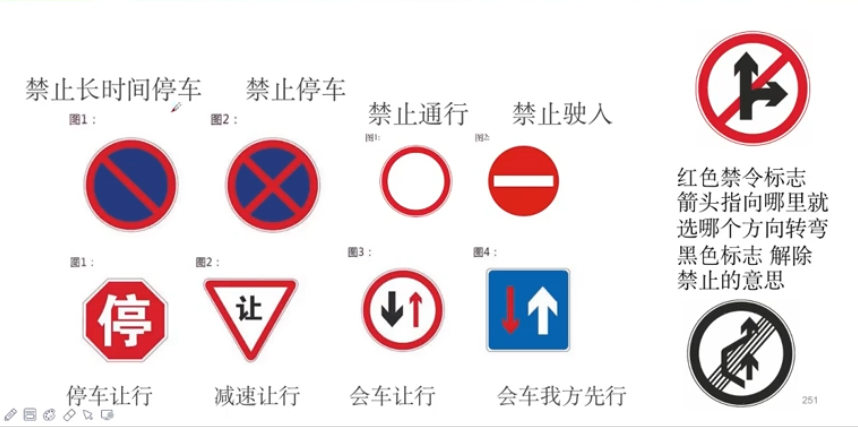 禁止长时间停车
禁止停车
图1：
图2：
禁止通行
禁止驶入
图1:
图2:
红色禁令标志
箭头指向哪里就
选哪个方向转弯
黑色标志 解除
禁止的意思
图1：
图2：
图3：
图4：
停
让
停车让行
减速让行
会车让行
会车我方先行
251